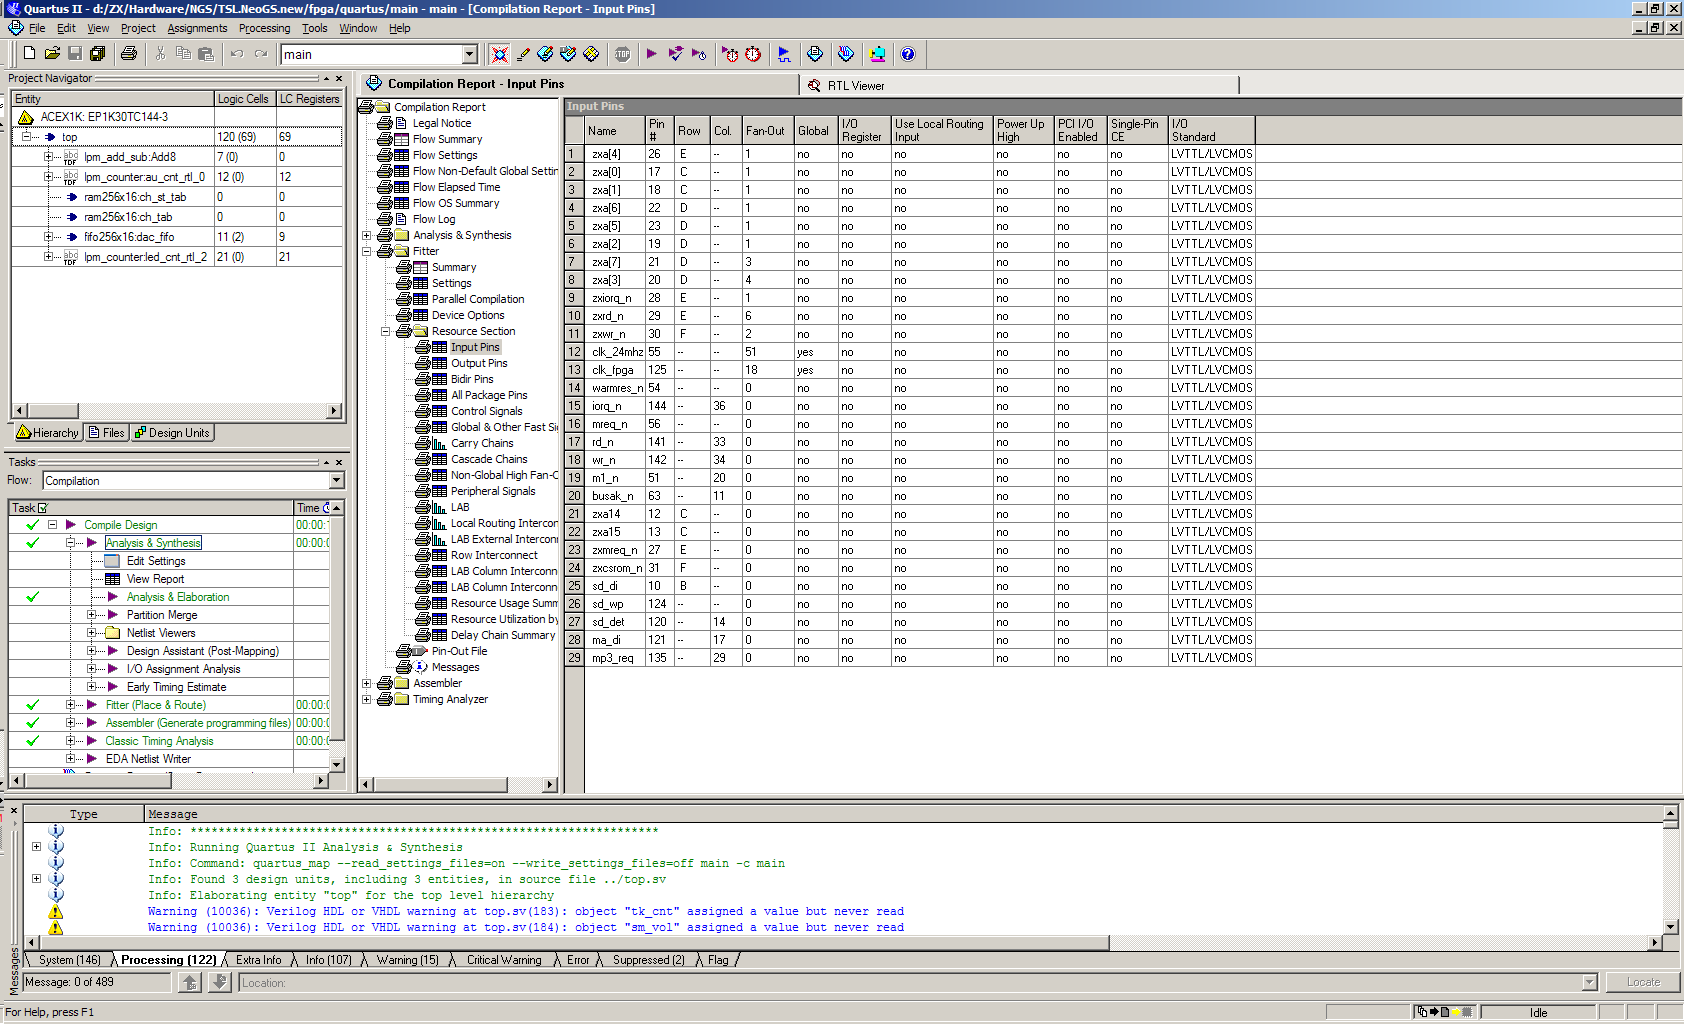 Quartus II - d:/ZX/Hardware/NGS/TSL.NeoGS.new/fpga/quartus/main - main - [Compilation Report - Input Pins]
File Edit View Project Assignments Processing Tools Window Help
main
Project Navigator
Entity Logic Cells LC Registers
ACEX1K: EP1K30TC144-3
top 120 (69) 69
lpm_add_sub:Add8 7 (0) 0
lpm_counter:au_cnt_rtl_0 12 (0) 12
ram256x16:ch_st_tab 0 0
ram256x16:ch_tab 0 0
fifo256x16:dac_fifo 11 (2) 9
lpm_counter:led_cnt_rtl_2 21 (0) 21
Hierarchy Files Design Units
Tasks
Flow: Compilation
Task Time
Compile Design 00:00:
Analysis & Synthesis 00:00:
Edit Settings
View Report
Analysis & Elaboration
Partition Merge
Netlist Viewers
Design Assistant (Post-Mapping)
I/O Assignment Analysis
Early Timing Estimate
Fitter (Place & Route) 00:00:
Assembler (Generate programming files) 00:00:
Classic Timing Analysis 00:00:
EDA Netlist Writer
Compilation Report - Input Pins
RTL Viewer
Compilation Report
Legal Notice
Flow Summary
Flow Settings
Flow Non-Default Global Settin
Flow Elapsed Time
Flow OS Summary
Flow Log
Analysis & Synthesis
Fitter
Summary
Settings
Parallel Compilation
Device Options
Resource Section
Input Pins
Output Pins
Bidir Pins
All Package Pins
Control Signals
Global & Other Fast Si
Carry Chains
Cascade Chains
Non-Global High Fan-O
Peripheral Signals
LAB
Local Routing Intercon
LAB External Intercon
Row Interconnect
LAB Column Interconn
LAB Column Interconn
Resource Usage Summ
Resource Utilization by
Delay Chain Summary
Pin-Out File
Messages
Assembler
Timing Analyzer
Input Pins
Name Pin # Row Col. Fan-Out Global I/O Register Use Local Routing Input Power Up High PCI I/O Enabled Single-Pin CE I/O Standard
1 zxa[4] 26 E -- 1 no no no no no no LVTTL/LVCMOS
2 zxa[0] 17 C -- 1 no no no no no no LVTTL/LVCMOS
3 zxa[1] 18 C -- 1 no no no no no no LVTTL/LVCMOS
4 zxa[6] 22 D -- 1 no no no no no no LVTTL/LVCMOS
5 zxa[5] 23 D -- 1 no no no no no no LVTTL/LVCMOS
6 zxa[2] 19 D -- 1 no no no no no no LVTTL/LVCMOS
7 zxa[7] 21 D -- 3 no no no no no no LVTTL/LVCMOS
8 zxa[3] 20 D -- 4 no no no no no no LVTTL/LVCMOS
9 zxiorq_n 28 E -- 1 no no no no no no LVTTL/LVCMOS
10 zxrd_n 29 E -- 6 no no no no no no LVTTL/LVCMOS
11 zxwr_n 30 F -- 2 no no no no no no LVTTL/LVCMOS
12 clk_24mhz 55 -- -- 51 yes no no no no no LVTTL/LVCMOS
13 clk_fpga 125 -- -- 18 yes no no no no no LVTTL/LVCMOS
14 warmres_n 54 -- -- 0 no no no no no no LVTTL/LVCMOS
15 iorq_n 144 -- 36 0 no no no no no no LVTTL/LVCMOS
16 mreq_n 56 -- -- 0 no no no no no no LVTTL/LVCMOS
17 rd_n 141 -- 33 0 no no no no no no LVTTL/LVCMOS
18 wr_n 142 -- 34 0 no no no no no no LVTTL/LVCMOS
19 m1_n 51 -- 20 0 no no no no no no LVTTL/LVCMOS
20 busak_n 63 -- 11 0 no no no no no no LVTTL/LVCMOS
21 zxa14 12 C -- 0 no no no no no no LVTTL/LVCMOS
22 zxa15 13 C -- 0 no no no no no no LVTTL/LVCMOS
23 zxmreq_n 27 E -- 0 no no no no no no LVTTL/LVCMOS
24 zxcsrom_n 31 F -- 0 no no no no no no LVTTL/LVCMOS
25 sd_di 10 B -- 0 no no no no no no LVTTL/LVCMOS
26 sd_wp 124 -- -- 0 no no no no no no LVTTL/LVCMOS
27 sd_det 120 -- 14 0 no no no no no no LVTTL/LVCMOS
28 ma_di 121 -- 17 0 no no no no no no LVTTL/LVCMOS
29 mp3_req 135 -- 29 0 no no no no no no LVTTL/LVCMOS
Type Message
Info: *******************************************************************
Info: Running Quartus II Analysis & Synthesis
Info: Command: quartus_map --read_settings_files=on --write_settings_files=off main -c main
Info: Found 3 design units, including 3 entities, in source file ../top.sv
Info: Elaborating entity "top" for the top level hierarchy
Warning (10036): Verilog HDL or VHDL warning at top.sv(183): object "tk_cnt" assigned a value but never read
Warning (10036): Verilog HDL or VHDL warning at top.sv(184): object "sm_vol" assigned a value but never read
System (146) Processing (122) Extra Info Info (107) Warning (15) Critical Warning Error Suppressed (2) Flag
Messages
Message: 0 of 489 Location: Locate
For Help, press F1 Idle